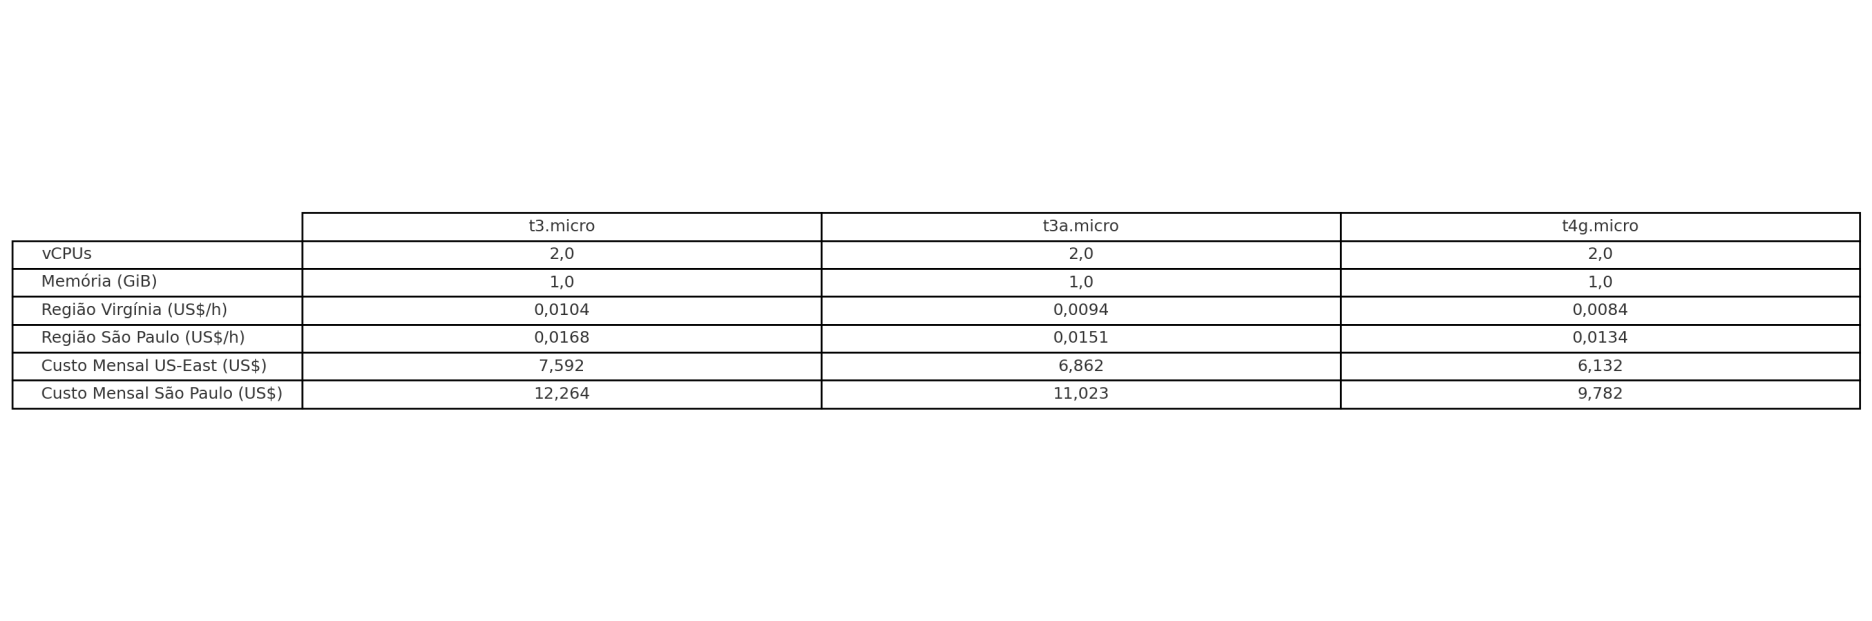 t3.micro t3a.micro t4g.micro
vCPUs 2,0 2,0 2,0
Memória (GiB) 1,0 1,0 1,0
Região Virgínia (US$/h) 0,0104 0,0094 0,0084
Região São Paulo (US$/h) 0,0168 0,0151 0,0134
Custo Mensal US-East (US$) 7,592 6,862 6,132
Custo Mensal São Paulo (US$) 12,264 11,023 9,782